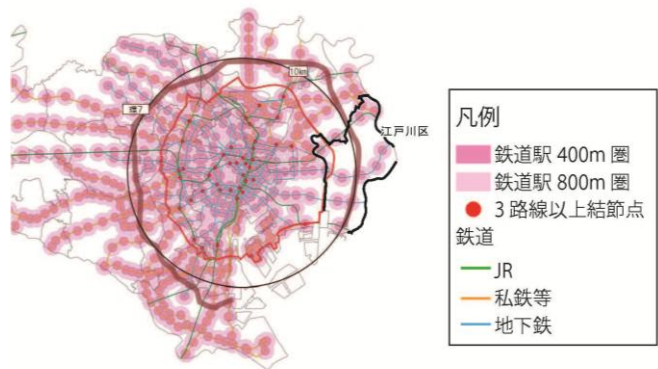 10km
環7
江戸川区
凡例
鉄道駅 400m 圏
鉄道駅 800m 圏
3 路線以上結節点
鉄道
JR
私鉄等
地下鉄